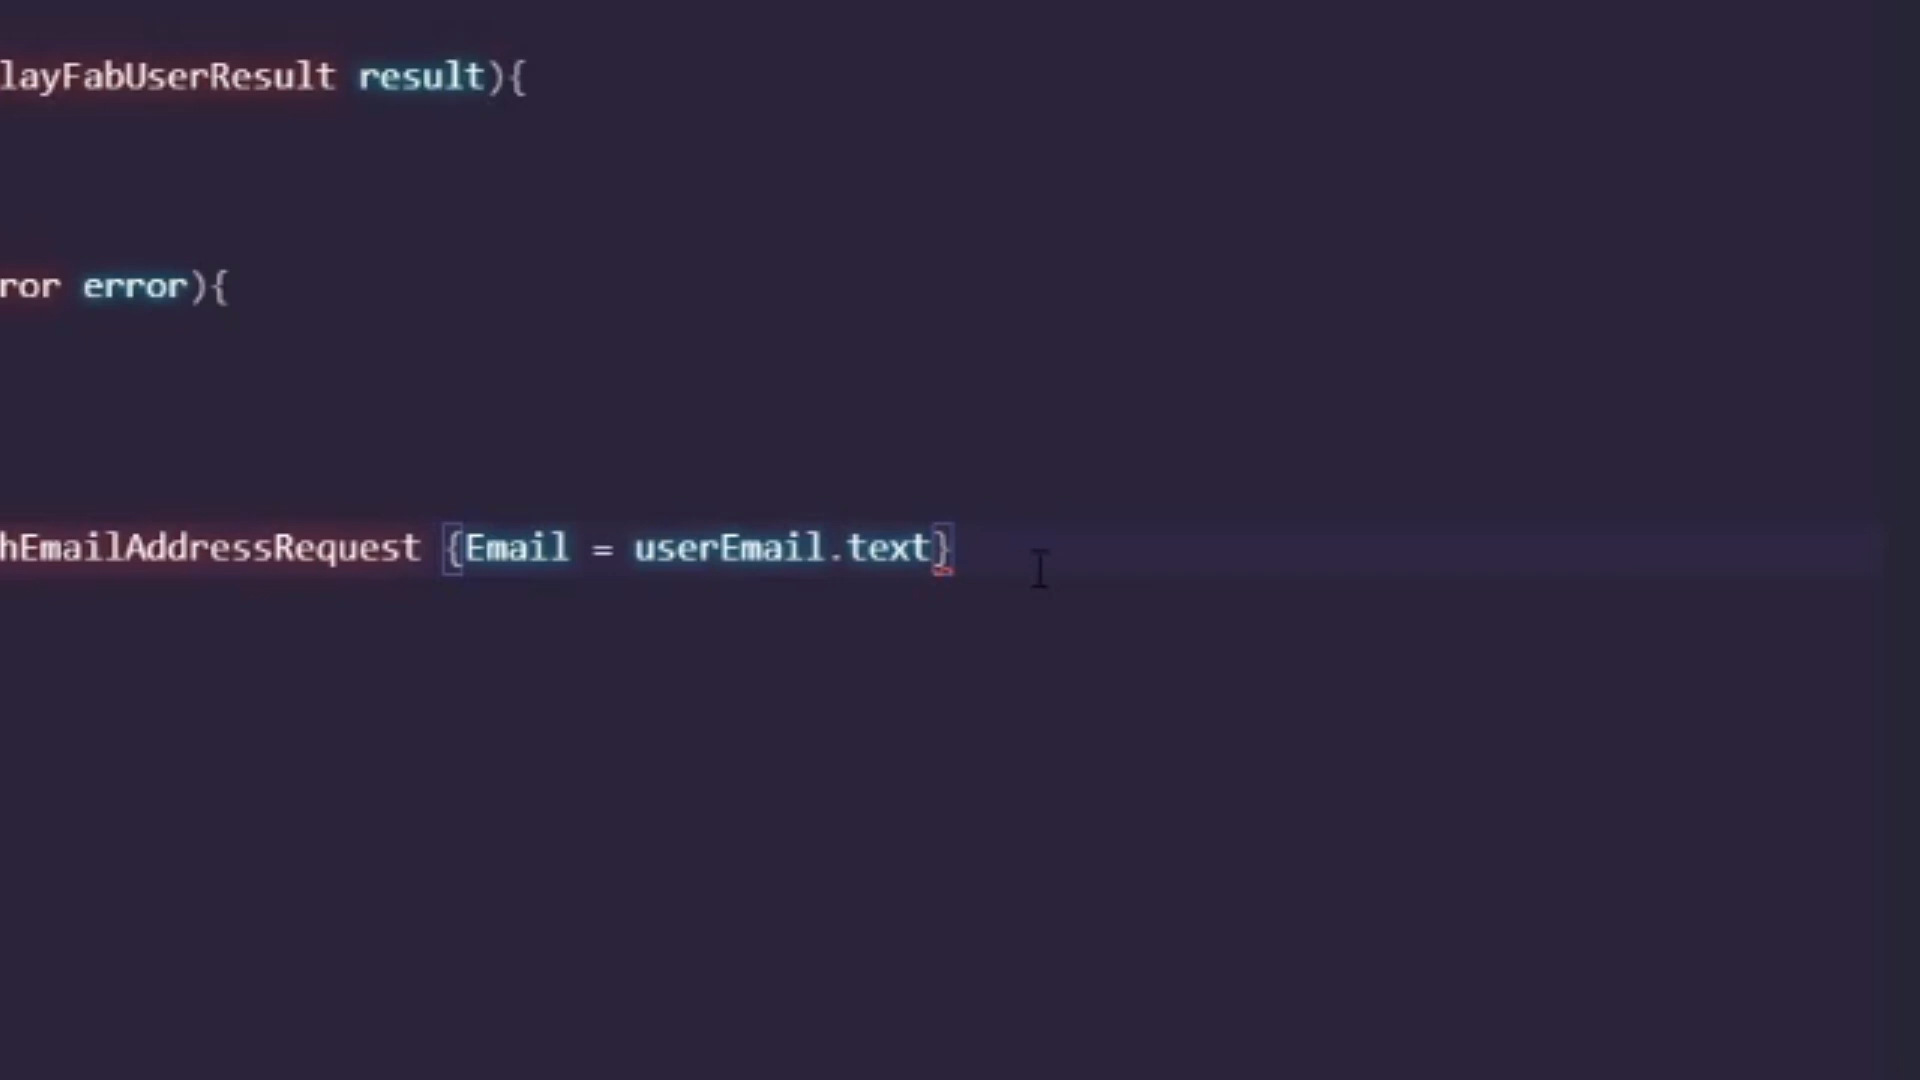 layFabUserResult result){
ror error){
hEmailAddressRequest {Email = userEmail.text}